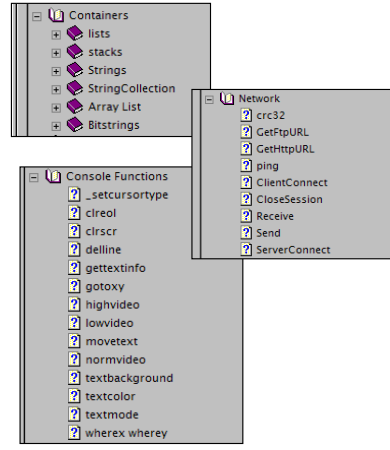 Containers
lists
stacks
Strings
StringCollection
Array List
Bitstrings
Network
crc32
GetFtpURL
GetHttpURL
ping
ClientConnect
CloseSession
Receive
Send
ServerConnect
Console Functions
_setcursortype
clreol
clrscr
delline
gettextinfo
gotoxy
highvideo
lowvideo
movetext
normvideo
textbackground
textcolor
textmode
wherex wherey